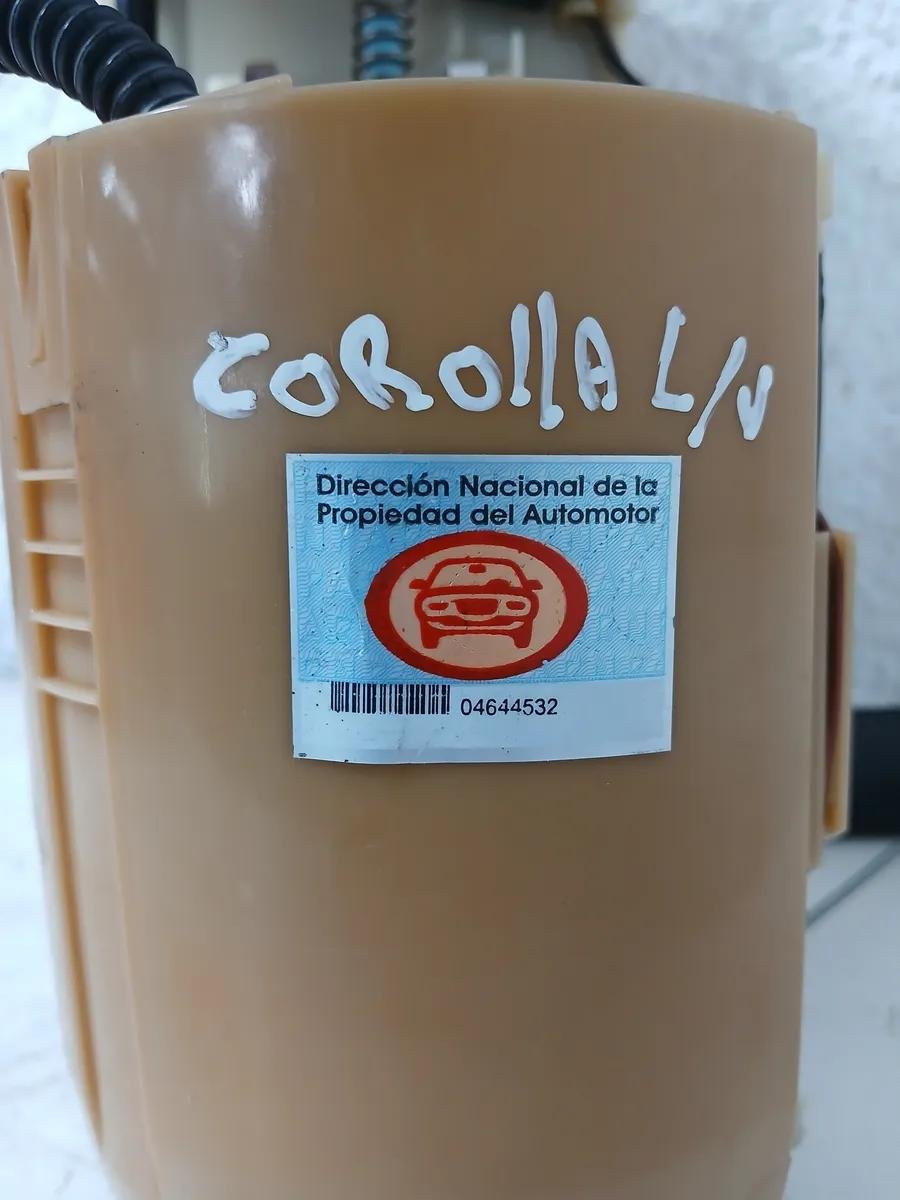 COROllA L/N
Dirección Nacional de la
Propiedad del Automotor
04644532